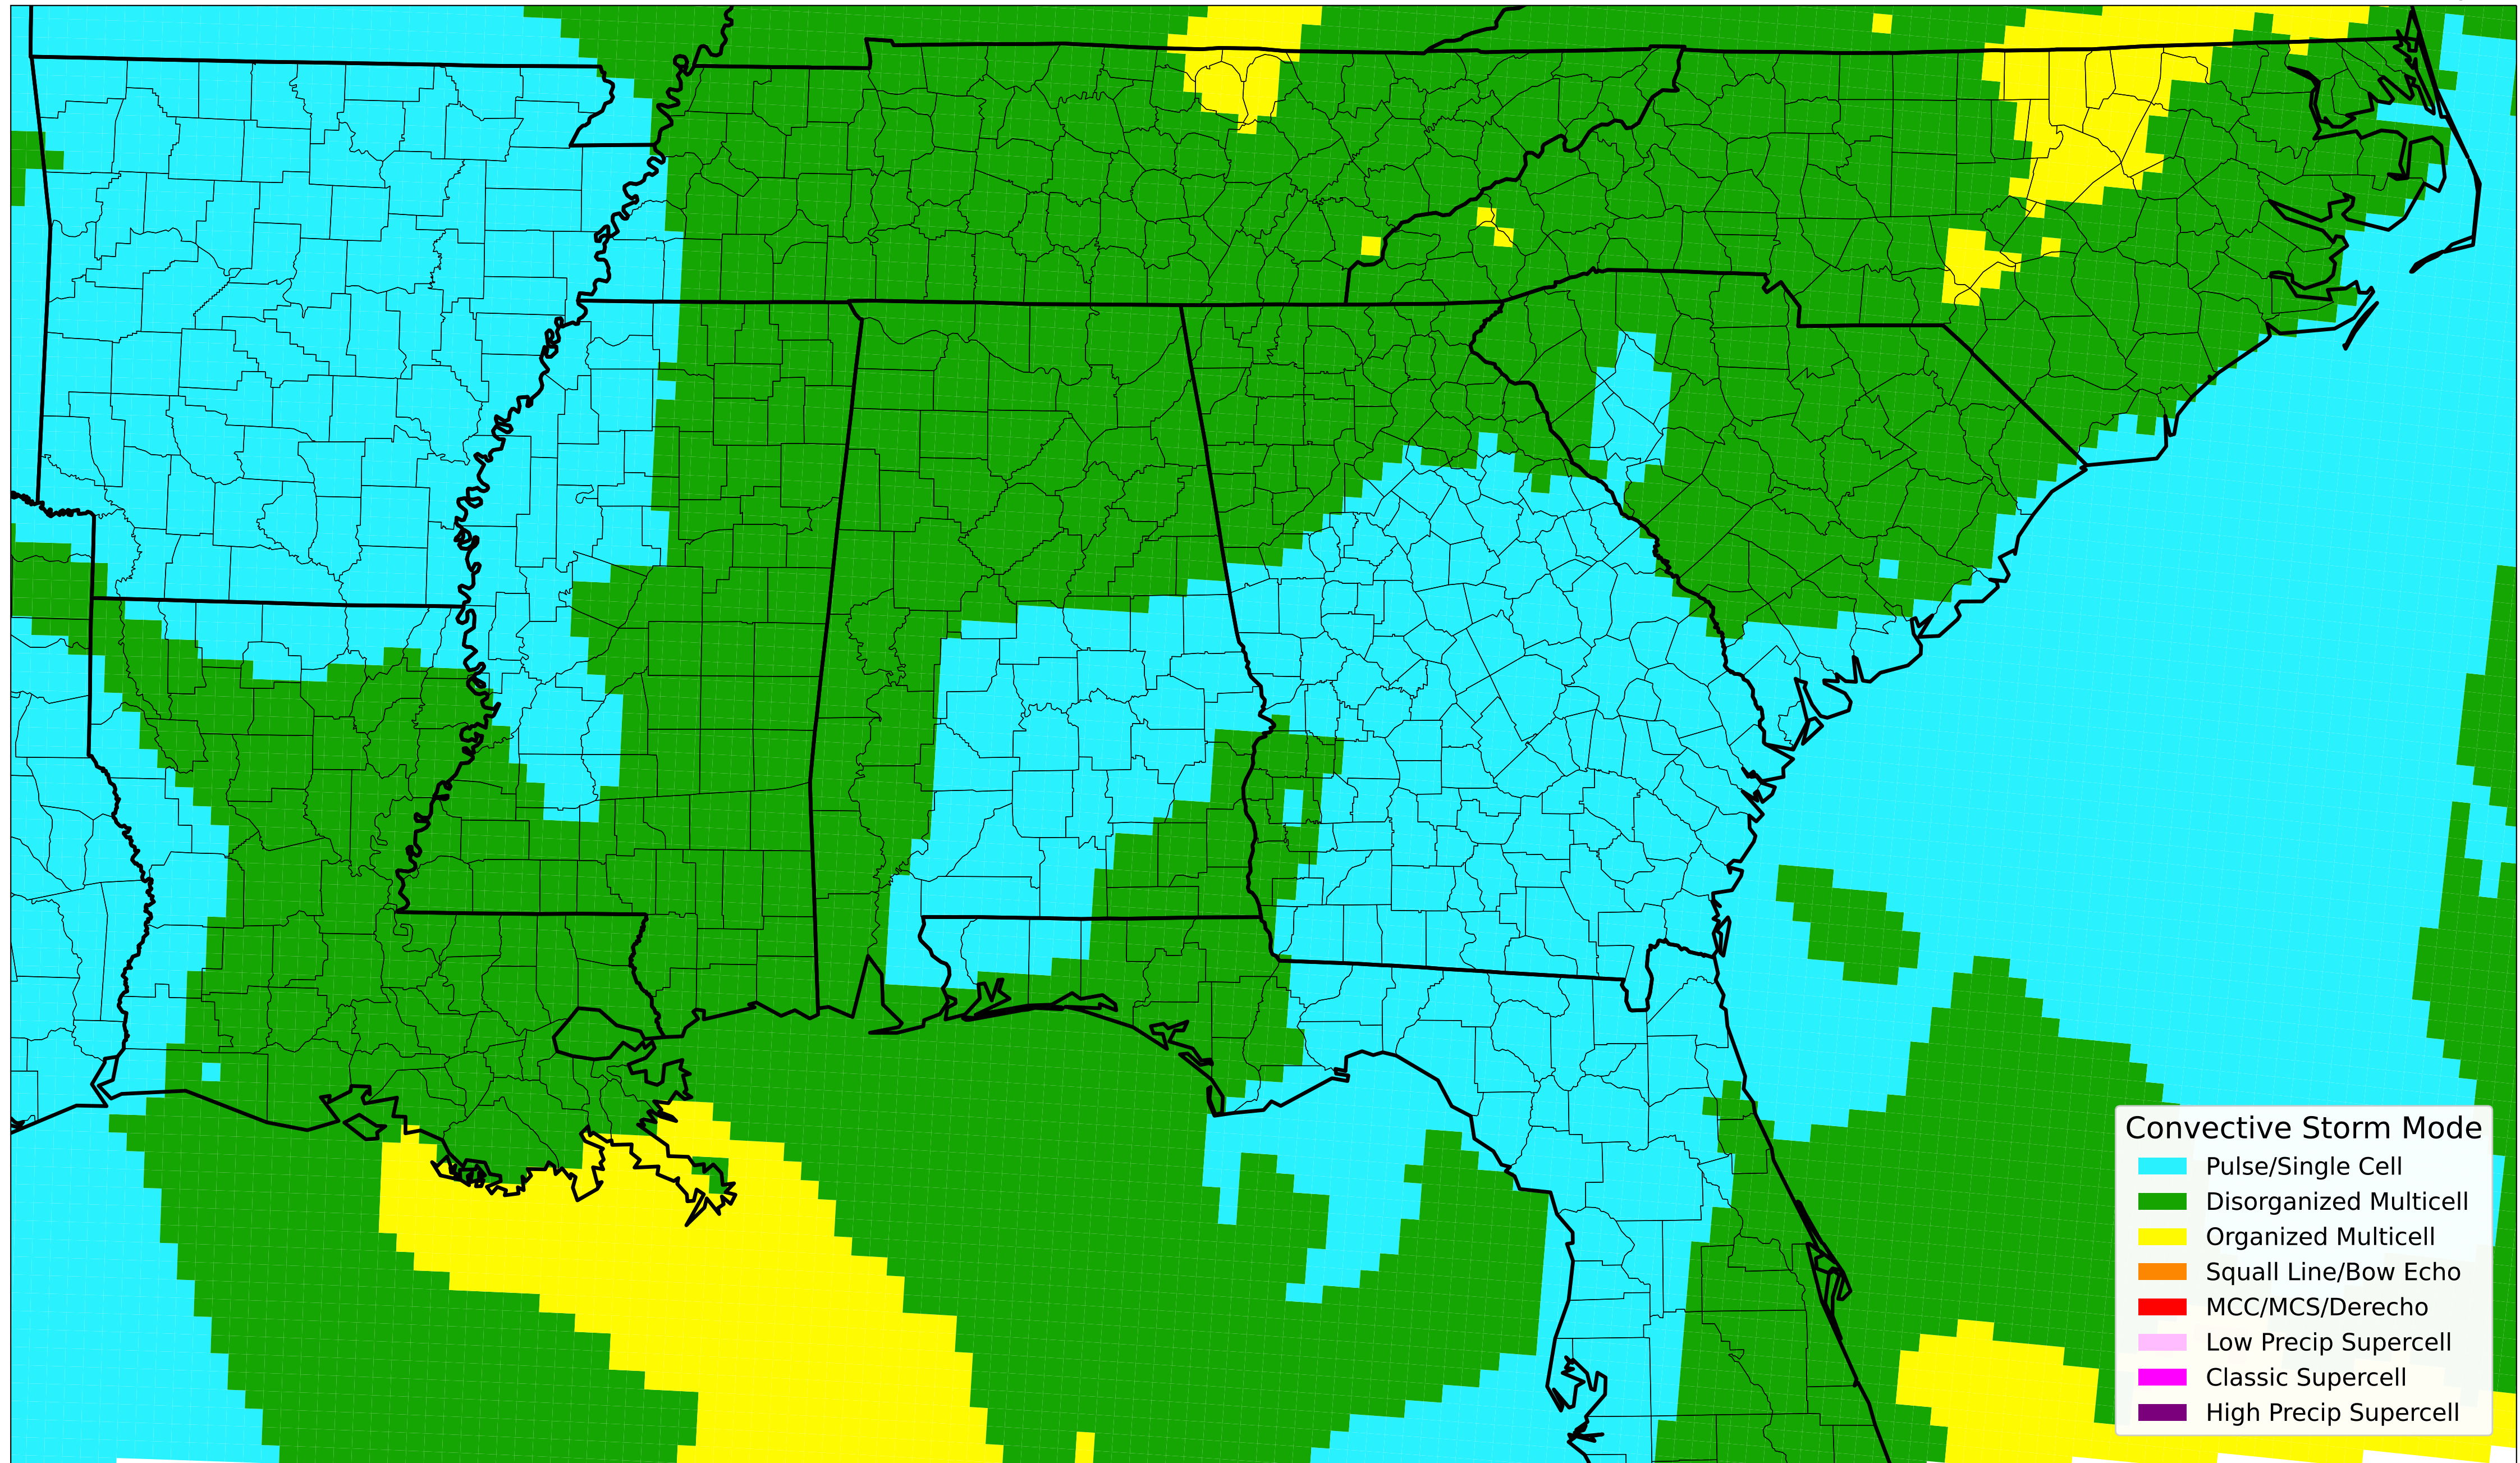 Convective Storm Mode
Pulse/Single Cell
Disorganized Multicell
Organized Multicell
Squall Line/Bow Echo
MCC/MCS/Derecho
Low Precip Supercell
Classic Supercell
High Precip Supercell